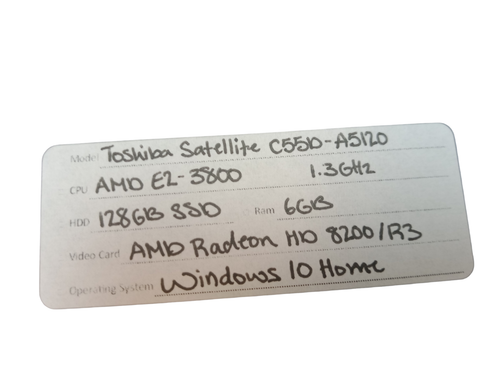 Model Toshiba Satellite C55D-A5120
CPU AMD E2-3800 1.3GHz
HDD 128GB SSD Ram 6GB
Video Card AMD Radeon HD 8200/R3
Operating System Windows 10 Home